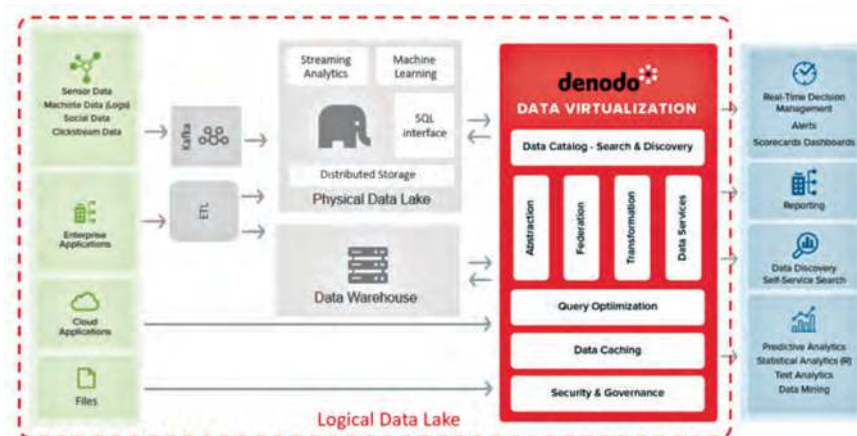 Sensor Data
Machine Data (Logs)
Social Data
Clickstream Data
Enterprise
Applications
Cloud
Applications
Files
Kafka
ETL
Streaming
Analytics
Machine
Learning
SQL
interface
Distributed Storage
Physical Data Lake
Data Warehouse
denodo
DATA VIRTUALIZATION
Data Catalog - Search & Discovery
Abstraction
Federation
Transformation
Data Services
Query Optimization
Data Caching
Security & Governance
Real-Time Decision
Management
Alerts
Scorecards Dashboards
Reporting
Data Discovery
Self-Service Search
Predictive Analytics
Statistical Analytics (R)
Text Analytics
Data Mining
Logical Data Lake